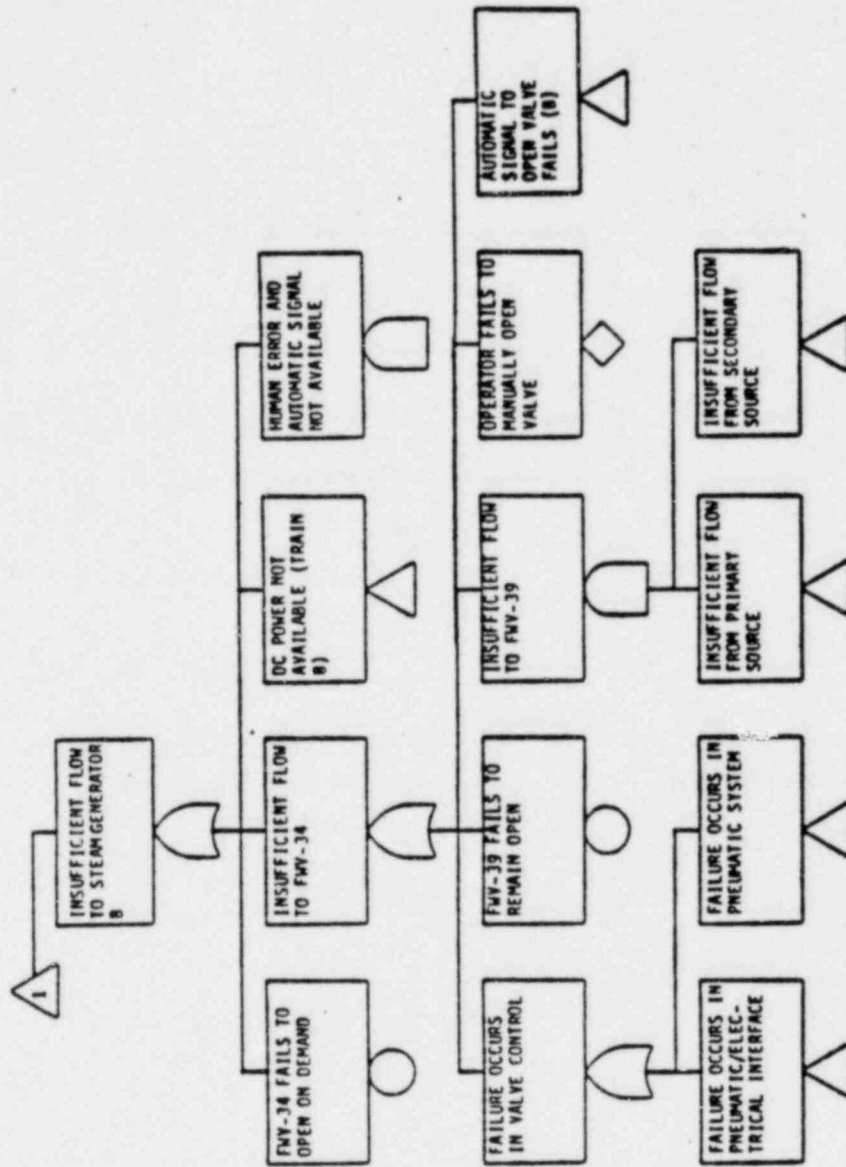 1
INSUFFICIENT FLOW
TO STEAM GENERATOR
B
FWV-34 FAILS TO
OPEN ON DEMAND
INSUFFICIENT FLOW
TO FWV-34
DC POWER NOT
AVAILABLE (TRAIN
B)
HUMAN ERROR AND
AUTOMATIC SIGNAL
NOT AVAILABLE
FAILURE OCCURS
IN VALVE CONTROL
FWV-39 FAILS TO
REMAIN OPEN
INSUFFICIENT FLOW
TO FWV-39
OPERATOR FAILS TO
MANUALLY OPEN
VALVE
AUTOMATIC
SIGNAL TO
OPEN VALVE
FAILS (B)
FAILURE OCCURS IN
PNEUMATIC/ELEC-
TRICAL INTERFACE
FAILURE OCCURS IN
PNEUMATIC SYSTEM
INSUFFICIENT FLOW
FROM PRIMARY
SOURCE
INSUFFICIENT FLOW
FROM SECONDARY
SOURCE